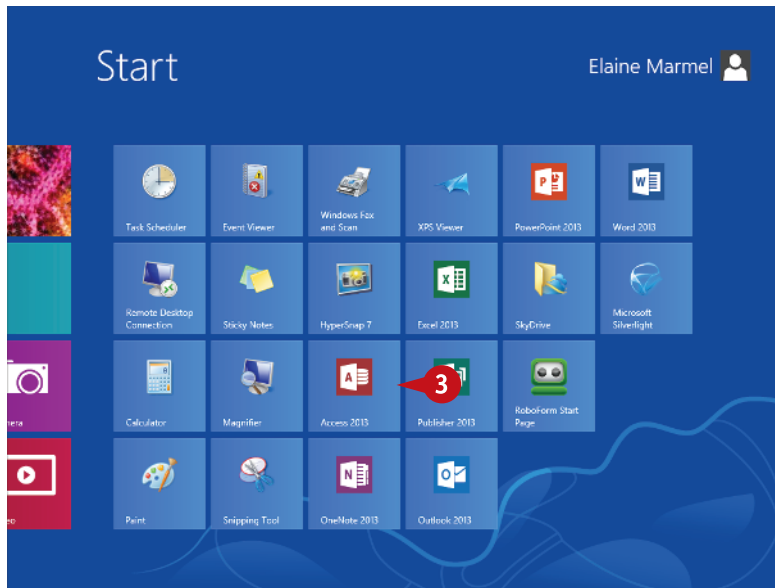 Start
Elaine Marmel
Task Scheduler
Event Viewer
Windows Fax
and Scan
XPS Viewer
PowerPoint 2013
Word 2013
Remote Desktop
Connection
Sticky Notes
HyperSnap 7
Excel 2013
SkyDrive
Microsoft
Silverlight
Calculator
Magnifier
Access 2013
3
Publisher 2013
RoboForm Start
Page
Paint
Snipping Tool
OneNote 2013
Outlook 2013